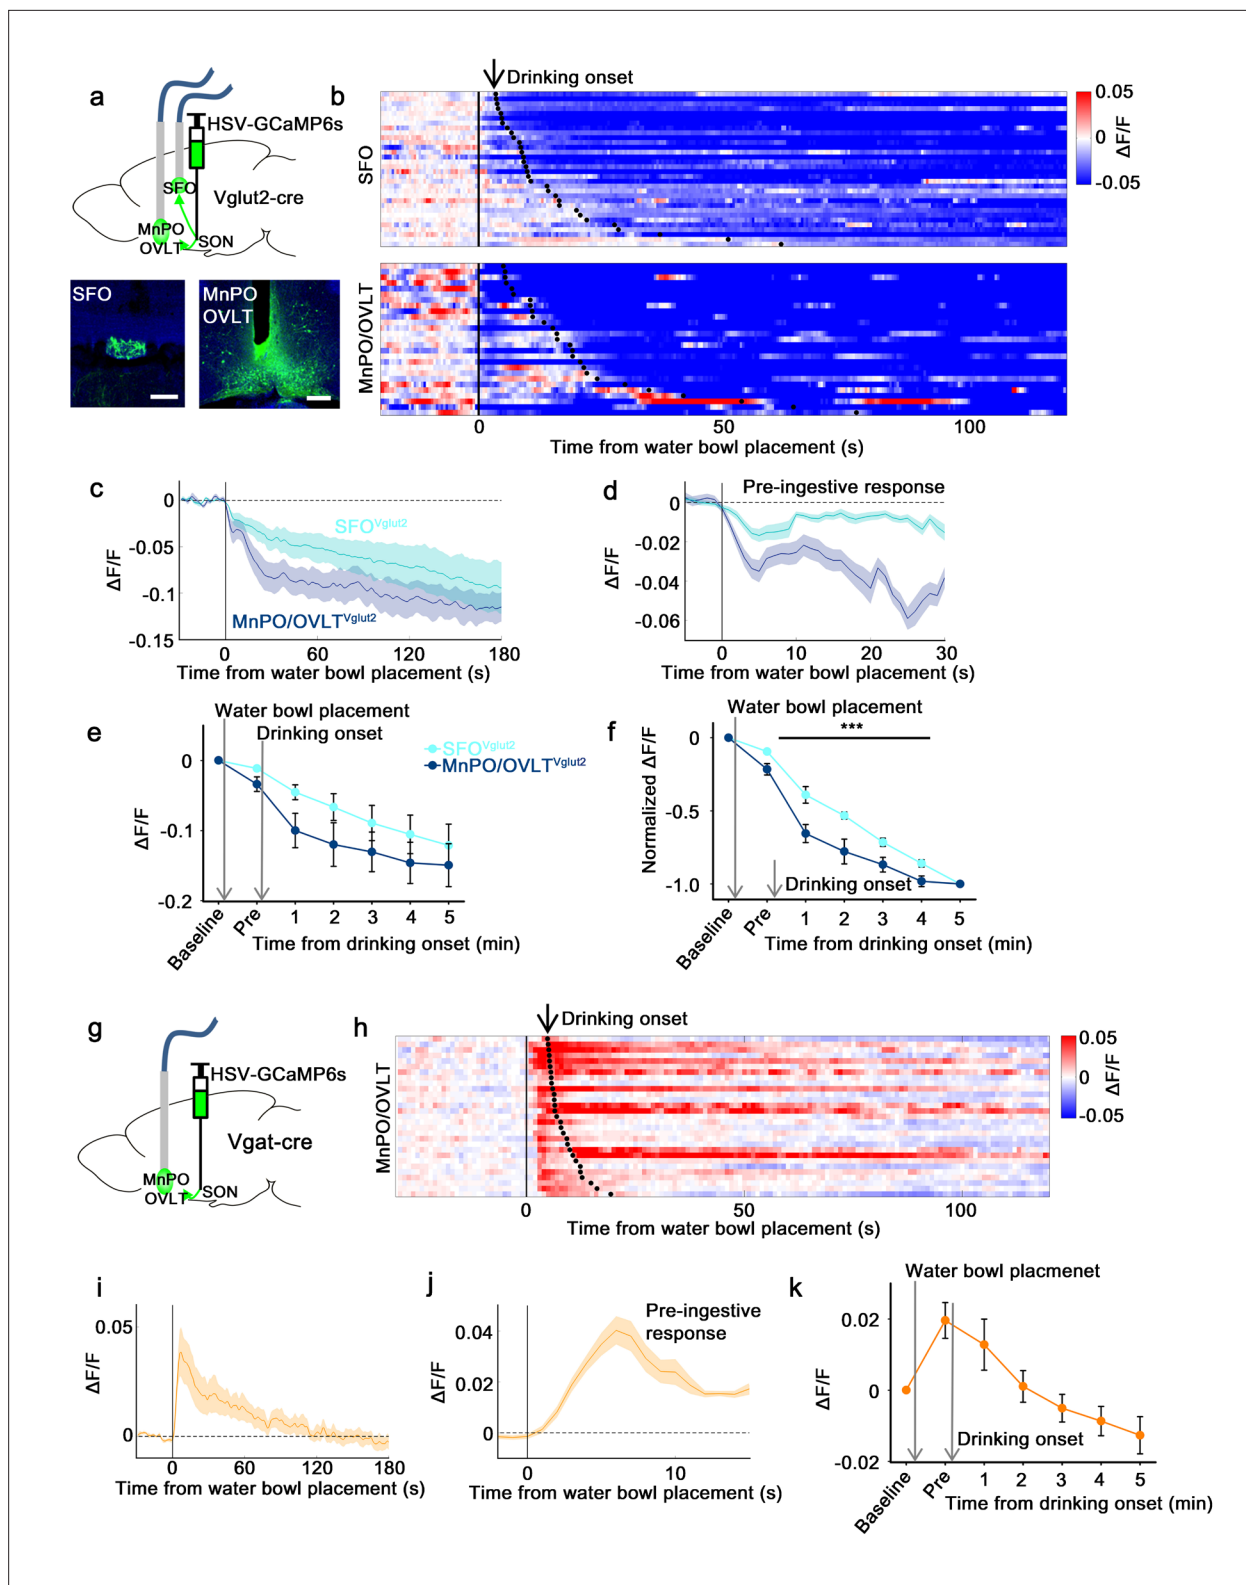 a
HSV-GCaMP6s
SFO
Vglut2-cre
MnPO
OVLT
SON
SFO
MnPO
OVLT
b
Drinking onset
SFO
MnPO/OVLT
0.05
0
-0.05
ΔF/F
0
100
Time from water bowl placement (s)
c
0
-0.05
-0.1
-0.15
ΔF/F
SFOVglut2
MnPO/OVLTVglut2
0
60
120
180
Time from water bowl placement (s)
d
Pre-ingestive response
0
-0.02
-0.04
-0.06
ΔF/F
0
10
20
30
Time from water bowl placement (s)
e
Water bowl placement
Drinking onset
SFOVglut2
MnPO/OVLTVglut2
0
-0.1
-0.2
ΔF/F
Baseline
Pre
1
2
3
4
5
Time from drinking onset (min)
f
Water bowl placement
***
0
-0.5
-1.0
Normalized ΔF/F
Drinking onset
Baseline
Pre
1
2
3
4
5
Time from drinking onset (min)
g
HSV-GCaMP6s
Vgat-cre
MnPO
OVLT
SON
h
Drinking onset
MnPO/OVLT
0.05
0
-0.05
ΔF/F
0
50
100
Time from water bowl placement (s)
i
0.05
0
ΔF/F
0
60
120
180
Time from water bowl placement (s)
j
Pre-ingestive
response
0.04
0.02
0
ΔF/F
0
10
Time from water bowl placement (s)
k
Water bowl placmenet
0.02
0
-0.02
ΔF/F
Drinking onset
Baseline
Pre
1
2
3
4
5
Time from drinking onset (min)